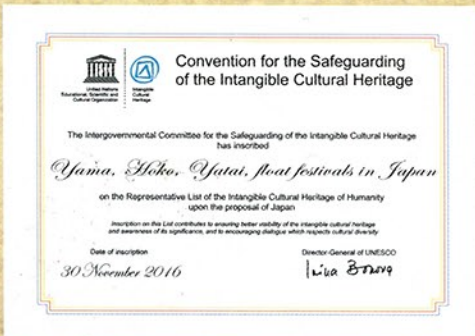 Convention for the Safeguarding
of the Intangible Cultural Heritage
United Nations
Educational, Scientific and
Cultural Organization
Intangible
Cultural
Heritage
The Intergovernmental Committee for the Safeguarding of the Intangible Cultural Heritage
has inscribed
Yama, Hoko, Yatai, float festivals in Japan
on the Representative List of the Intangible Cultural Heritage of Humanity
upon the proposal of Japan
Inscription on this List contributes to ensuring better visibility of the intangible cultural heritage
and awareness of its significance, and to encouraging dialogue which respects cultural diversity
Date of inscription
30 November 2016
Director-General of UNESCO
Irina Bokova